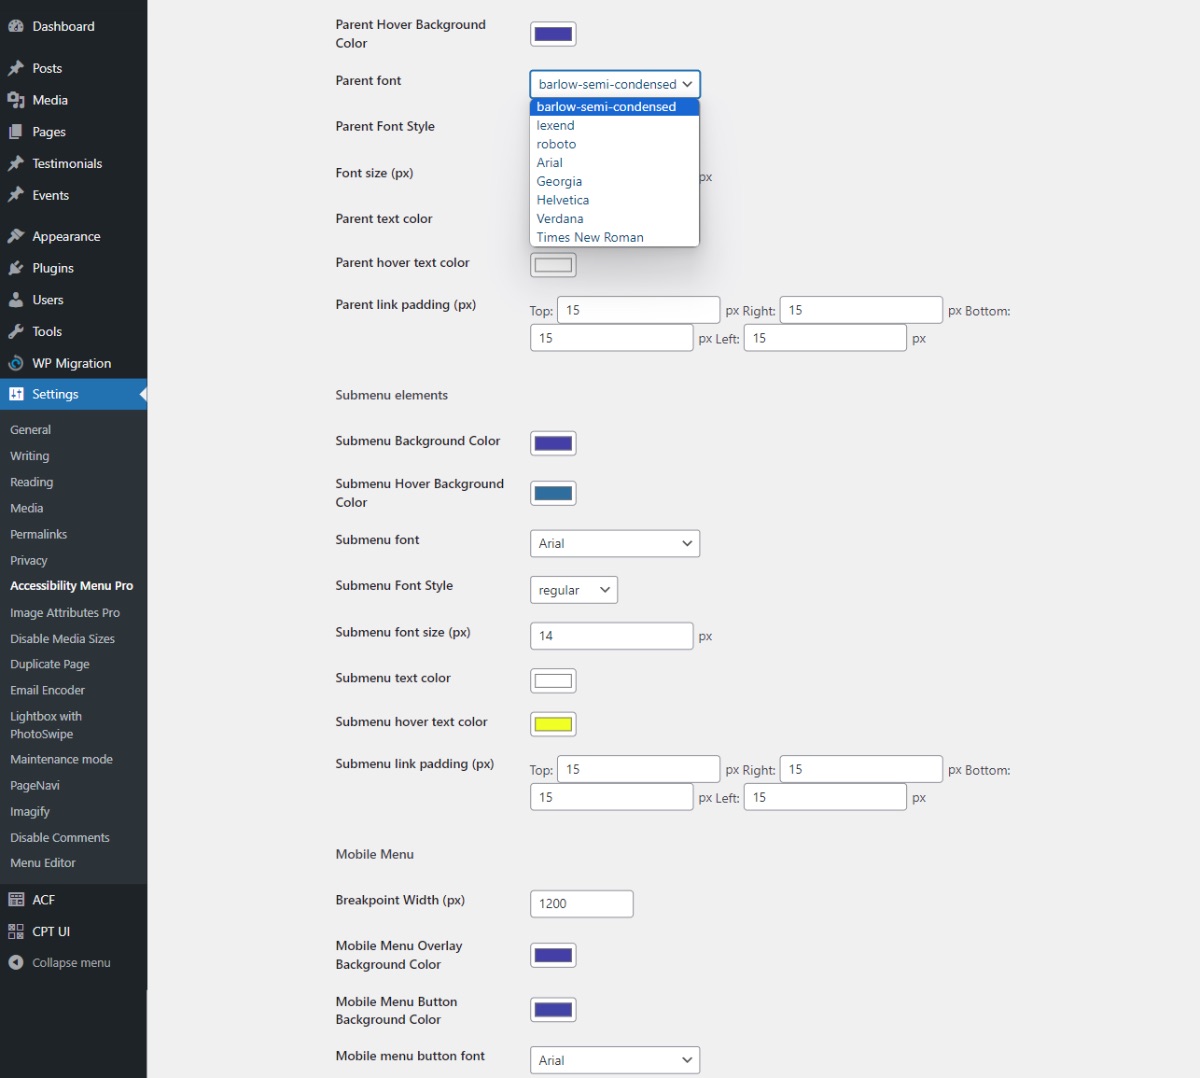 Dashboard
Posts
Media
Pages
Testimonials
Events
Appearance
Plugins
Users
Tools
WP Migration
Settings
General
Writing
Reading
Media
Permalinks
Privacy
Accessibility Menu Pro
Image Attributes Pro
Disable Media Sizes
Duplicate Page
Email Encoder
Lightbox with
PhotoSwipe
Maintenance mode
PageNavi
Imagify
Disable Comments
Menu Editor
ACF
CPT UI
Collapse menu
Parent Hover Background
Color
Parent font
barlow-semi-condensed
barlow-semi-condensed
lexend
roboto
Arial
Georgia
Helvetica
Verdana
Times New Roman
Parent Font Style
Font size (px)
px
Parent text color
Parent hover text color
Parent link padding (px)
Top: 15 px Right: 15 px Bottom:
15 px Left: 15 px
Submenu elements
Submenu Background Color
Submenu Hover Background
Color
Submenu font
Arial
Submenu Font Style
regular
Submenu font size (px)
14 px
Submenu text color
Submenu hover text color
Submenu link padding (px)
Top: 15 px Right: 15 px Bottom:
15 px Left: 15 px
Mobile Menu
Breakpoint Width (px)
1200
Mobile Menu Overlay
Background Color
Mobile Menu Button
Background Color
Mobile menu button font
Arial